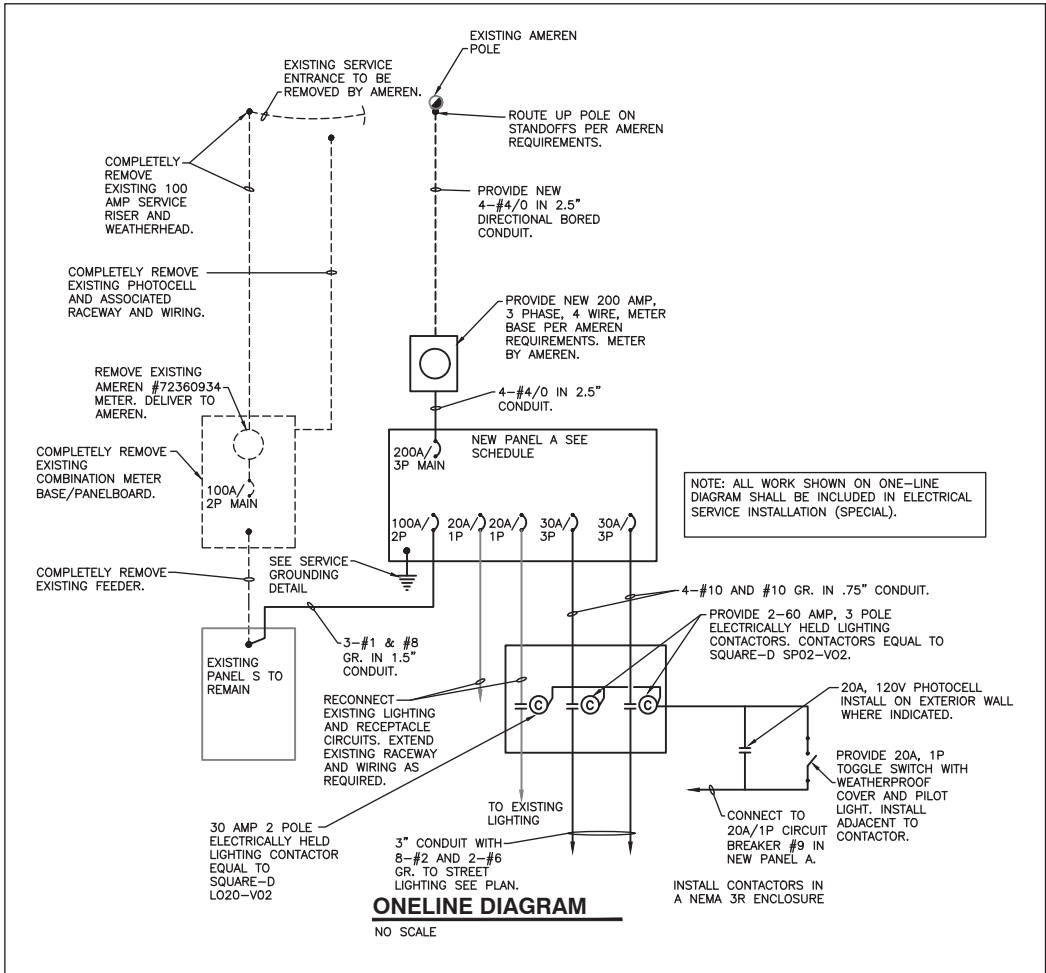 EXISTING AMEREN
POLE
EXISTING SERVICE
ENTRANCE TO BE
REMOVED BY AMEREN.
ROUTE UP POLE ON
STANDOFFS PER AMEREN
REQUIREMENTS.
COMPLETELY
REMOVE
EXISTING 100
AMP SERVICE
RISER AND
WEATHERHEAD.
PROVIDE NEW
4-#4/0 IN 2.5"
DIRECTIONAL BORED
CONDUIT.
COMPLETELY REMOVE
EXISTING PHOTOCELL
AND ASSOCIATED
RACEWAY AND WIRING.
PROVIDE NEW 200 AMP,
3 PHASE, 4 WIRE, METER
BASE PER AMEREN
REQUIREMENTS. METER
BY AMEREN.
REMOVE EXISTING
AMEREN #72360934
METER. DELIVER TO
AMEREN.
4-#4/0 IN 2.5"
CONDUIT.
COMPLETELY REMOVE
EXISTING
COMBINATION METER
BASE/PANELBOARD.
100A/
2P MAIN
200A/
3P MAIN
NEW PANEL A SEE
SCHEDULE
100A/
2P
20A/
1P
20A/
1P
30A/
3P
30A/
3P
NOTE: ALL WORK SHOWN ON ONE-LINE
DIAGRAM SHALL BE INCLUDED IN ELECTRICAL
SERVICE INSTALLATION (SPECIAL).
COMPLETELY REMOVE
EXISTING FEEDER.
SEE SERVICE
GROUNDING
DETAIL
4-#10 AND #10 GR. IN .75" CONDUIT.
PROVIDE 2-60 AMP, 3 POLE
ELECTRICALLY HELD LIGHTING
CONTACTORS. CONTACTORS EQUAL TO
SQUARE-D SP02-V02.
EXISTING
PANEL S TO
REMAIN
3-#1 & #8
GR. IN 1.5"
CONDUIT.
RECONNECT
EXISTING LIGHTING
AND RECEPTACLE
CIRCUITS. EXTEND
EXISTING RACEWAY
AND WIRING AS
REQUIRED.
C
C
C
20A, 120V PHOTOCELL
INSTALL ON EXTERIOR WALL
WHERE INDICATED.
PROVIDE 20A, 1P
TOGGLE SWITCH WITH
WEATHERPROOF
COVER AND PILOT
LIGHT. INSTALL
ADJACENT TO
CONTACTOR.
TO EXISTING
LIGHTING
CONNECT TO
20A/1P CIRCUIT
BREAKER #9 IN
NEW PANEL A.
30 AMP 2 POLE
ELECTRICALLY HELD
LIGHTING CONTACTOR
EQUAL TO
SQUARE-D
LO20-V02
3" CONDUIT WITH
8-#2 AND 2-#6
GR. TO STREET
LIGHTING SEE PLAN.
INSTALL CONTACTORS IN
A NEMA 3R ENCLOSURE
ONELINE DIAGRAM
NO SCALE